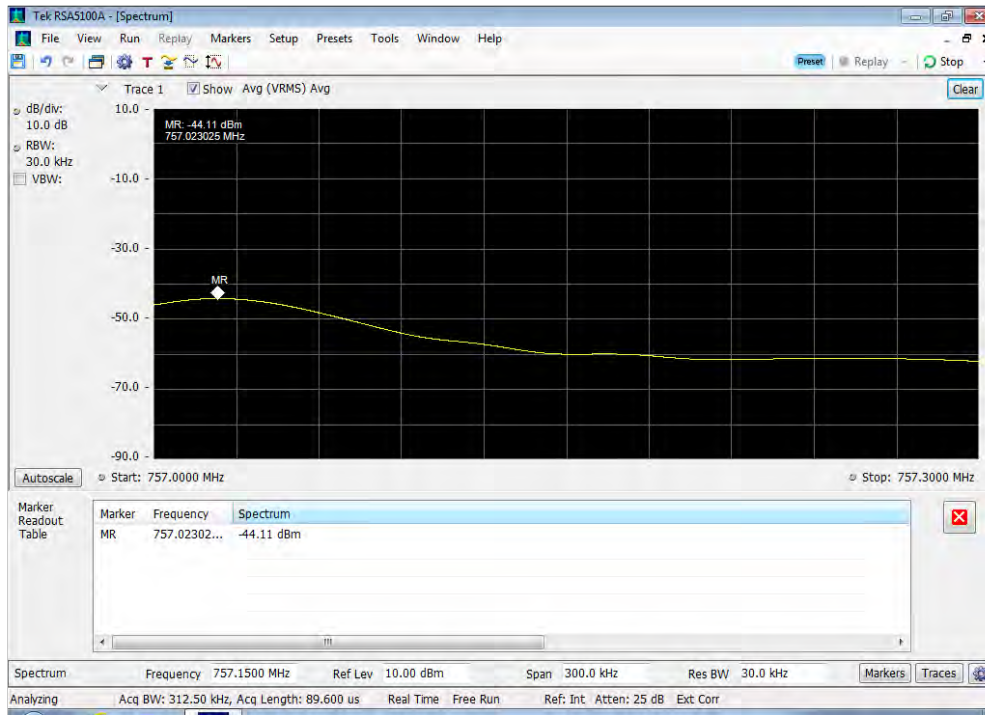 Tek RSA5100A - [Spectrum]
File View Run Replay Markers Setup Presets Tools Window Help
T Preset Replay Stop
Trace 1 Show Avg (VRMS) Avg Clear
dB/div:
10.0 dB
RBW:
30.0 kHz
VBW:
10.0
MR: -44.11 dBm
757.023025 MHz
-10.0
-30.0
MR
-50.0
-70.0
-90.0
Autoscale Start: 757.0000 MHz Stop: 757.3000 MHz
Marker
Readout
Table
Marker Frequency Spectrum
MR 757.02302... -44.11 dBm
Spectrum Frequency 757.1500 MHz Ref Lev 10.00 dBm Span 300.0 kHz Res BW 30.0 kHz Markers Traces
Analyzing Acq BW: 312.50 kHz, Acq Length: 89.600 us Real Time Free Run Ref: Int Atten: 25 dB Ext Corr